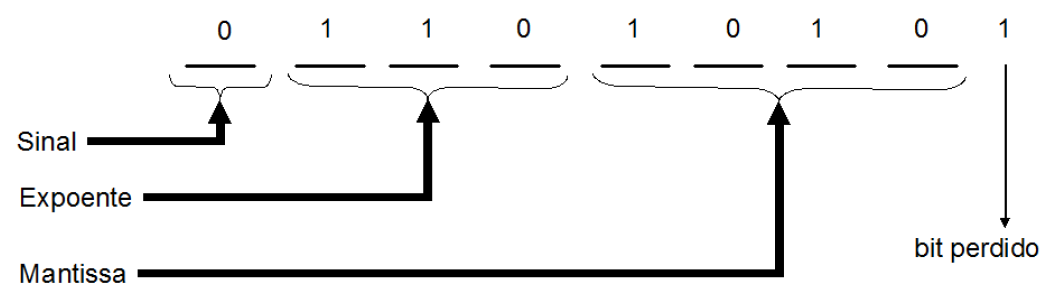 0 1 1 0 1 0 1 0 1
Sinal
Expoente
bit perdido
Mantissa